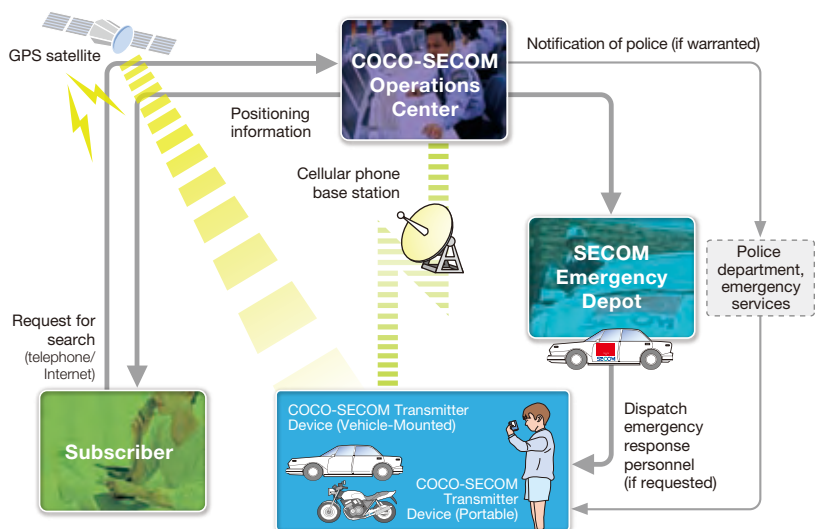 GPS satellite
COCO-SECOM
Operations
Center
Notification of police (if warranted)
Positioning
information
Cellular phone
base station
SECOM
Emergency
Depot
SECOM
Police
department,
emergency
services
Request for
search
(telephone/
Internet)
Subscriber
COCO-SECOM Transmitter
Device (Vehicle-Mounted)
COCO-SECOM
Transmitter
Device (Portable)
Dispatch
emergency
response
personnel
(if requested)